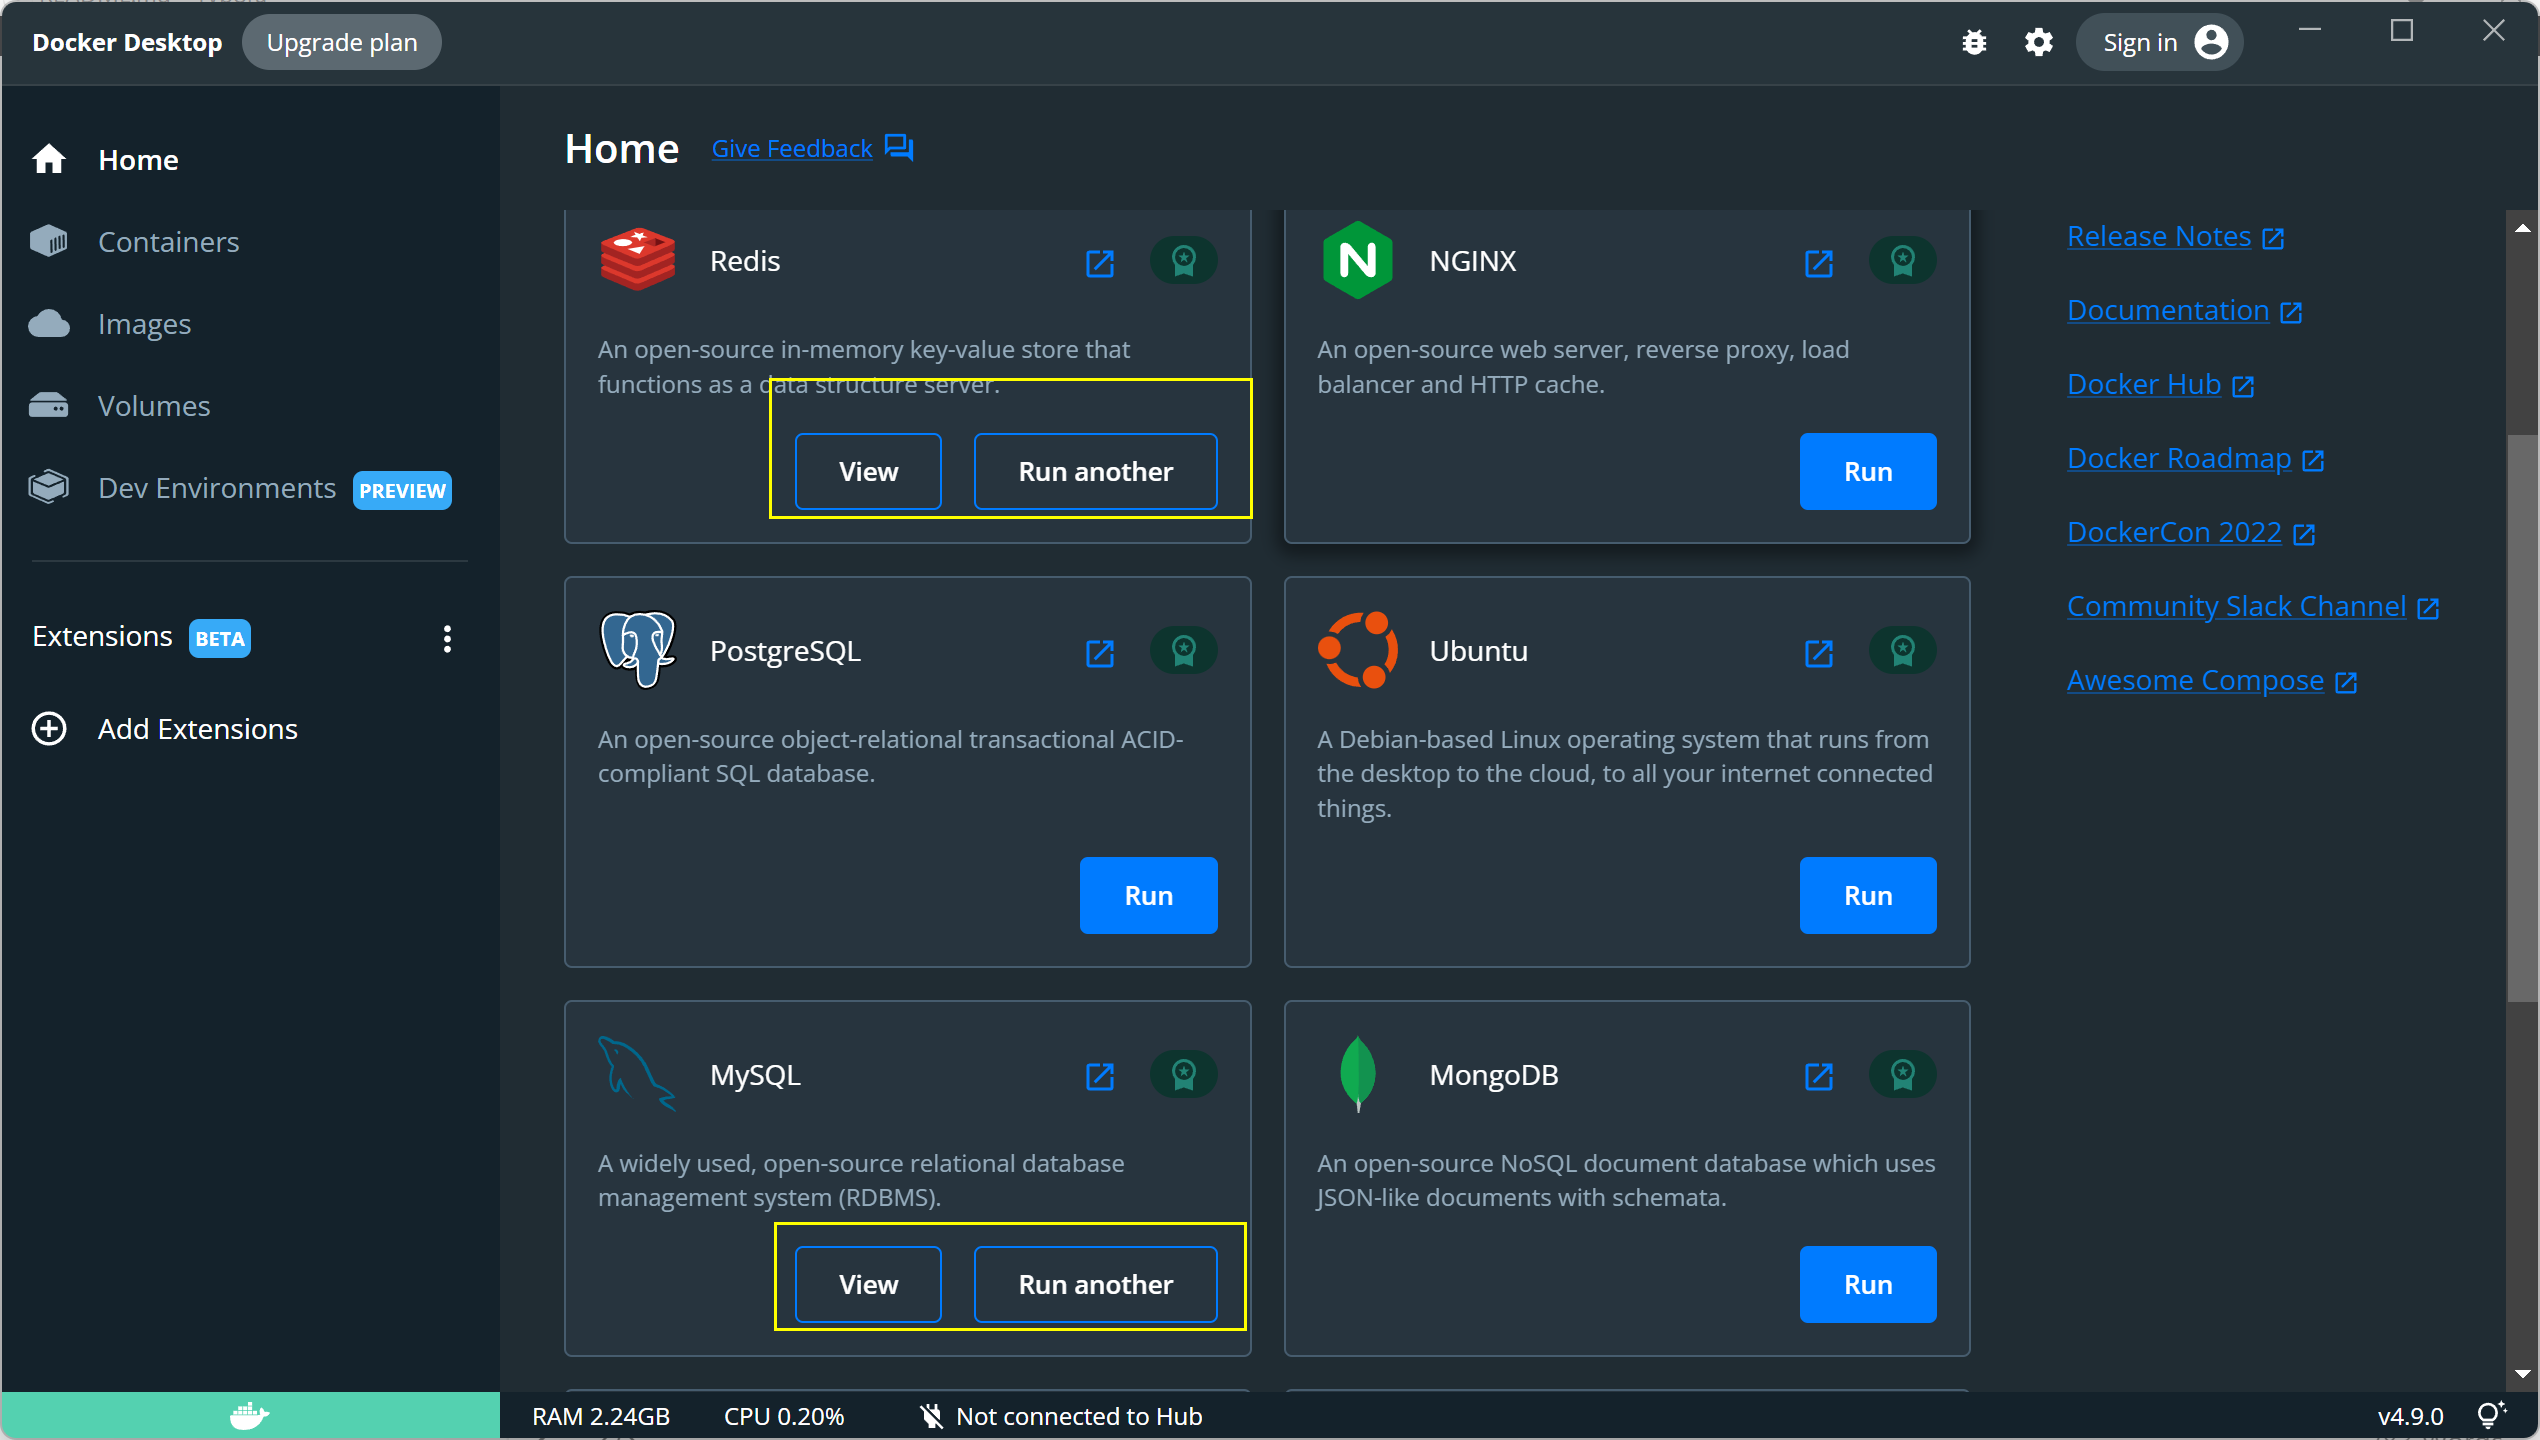 Docker Desktop
Upgrade plan
Sign in
Home
Containers
Images
Volumes
Dev Environments PREVIEW
Extensions BETA
Add Extensions
Home
Give Feedback
Redis
An open-source in-memory key-value store that
functions as a data structure server.
View
Run another
NGINX
An open-source web server, reverse proxy, load
balancer and HTTP cache.
Run
PostgreSQL
An open-source object-relational transactional ACID-
compliant SQL database.
Run
Ubuntu
A Debian-based Linux operating system that runs from
the desktop to the cloud, to all your internet connected
things.
Run
MySQL
A widely used, open-source relational database
management system (RDBMS).
View
Run another
MongoDB
An open-source NoSQL document database which uses
JSON-like documents with schemata.
Run
Release Notes
Documentation
Docker Hub
Docker Roadmap
DockerCon 2022
Community Slack Channel
Awesome Compose
RAM 2.24GB
CPU 0.20%
Not connected to Hub
v4.9.0